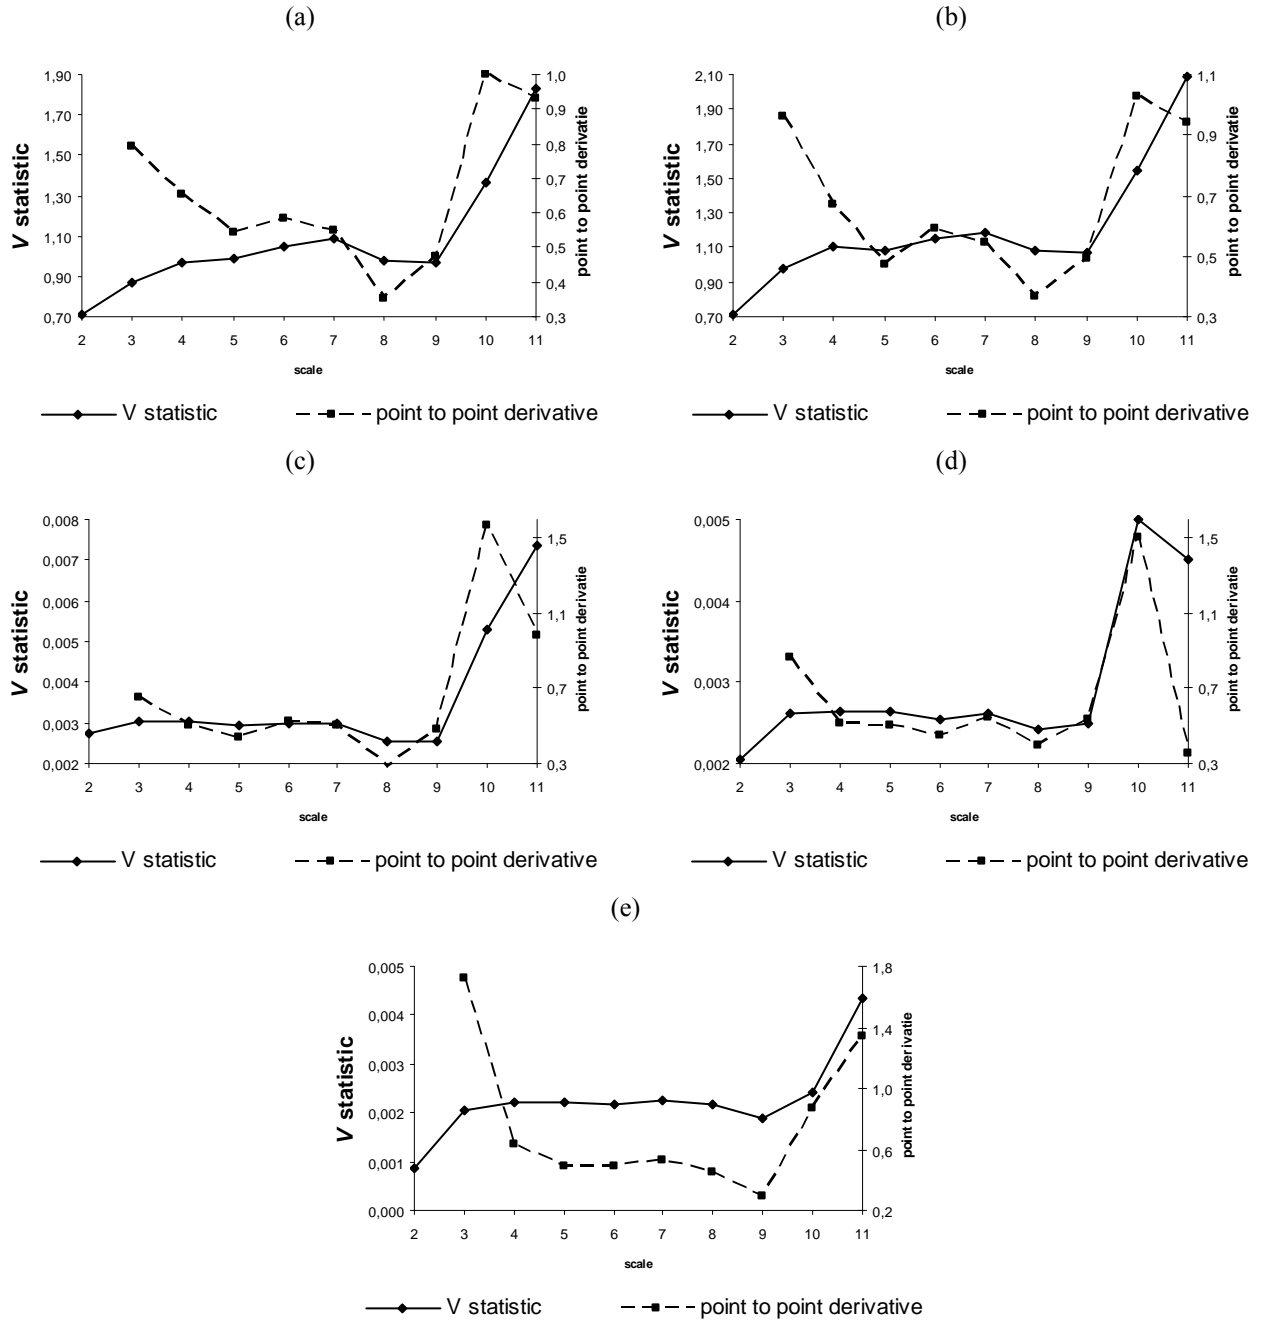 (a)
(b)
V statistic
1,90
1,70
1,50
1,30
1,10
0,90
0,70
2 3 4 5 6 7 8 9 10 11
scale
1,0
0,9
0,8
0,7
0,6
0,5
0,4
0,3
point to point derivatie
V statistic
point to point derivative
V statistic
2,10
1,90
1,70
1,50
1,30
1,10
0,90
0,70
2 3 4 5 6 7 8 9 10 11
scale
1,1
0,9
0,7
0,5
0,3
point to point derivatie
V statistic
point to point derivative
(c)
(d)
V statistic
0,008
0,007
0,006
0,005
0,004
0,003
0,002
2 3 4 5 6 7 8 9 10 11
scale
1,5
1,1
0,7
0,3
point to point derivatie
V statistic
point to point derivative
V statistic
0,005
0,004
0,003
0,002
2 3 4 5 6 7 8 9 10 11
scale
1,5
1,1
0,7
0,3
point to point derivatie
V statistic
point to point derivative
(e)
V statistic
0,005
0,004
0,003
0,002
0,001
0,000
2 3 4 5 6 7 8 9 10 11
scale
1,8
1,4
1,0
0,6
0,2
point to point derivatie
V statistic
point to point derivative